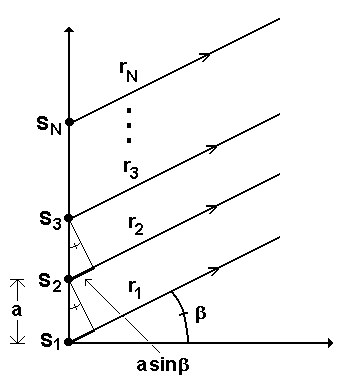 r_N
s_N
r_3
s_3
r_2
s_2
r_1
a
β
s_1
a sinβ